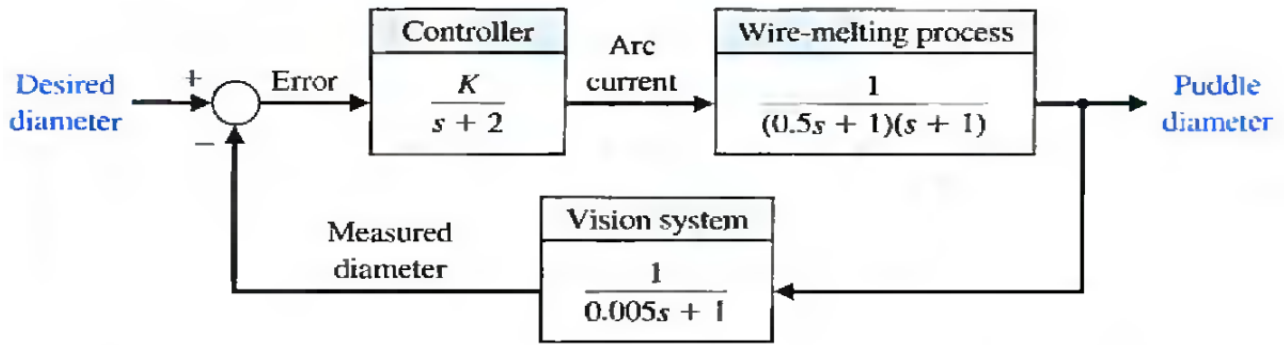 Controller
Wire-melting process
Desired
diameter
+
−
Error
K
s + 2
Arc
current
1
(0.5s + 1)(s + 1)
Puddle
diameter
Vision system
Measured
diameter
1
0.005s + 1